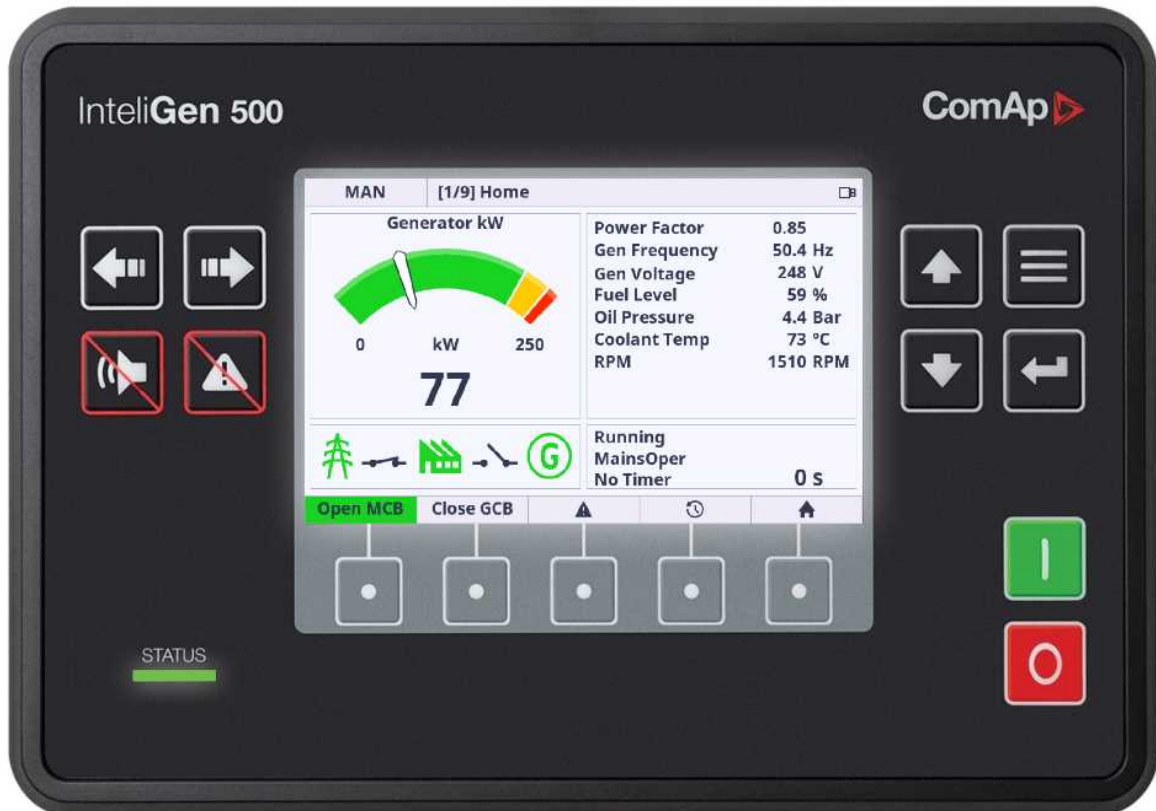 InteliGen 500
ComAp
MAN [1/9] Home
Generator kW
0 kW 250
77
Power Factor 0.85
Gen Frequency 50.4 Hz
Gen Voltage 248 V
Fuel Level 59 %
Oil Pressure 4.4 Bar
Coolant Temp 73 °C
RPM 1510 RPM
G
Running
MainsOper
No Timer 0 s
Open MCB Close GCB
STATUS